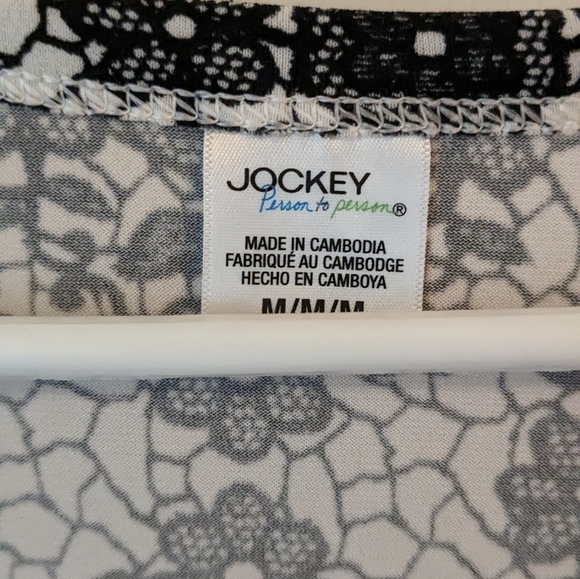 JOCKEY
Person to person®
MADE IN CAMBODIA
FABRIQUÉ AU CAMBODGE
HECHO EN CAMBOYA
M/M/M